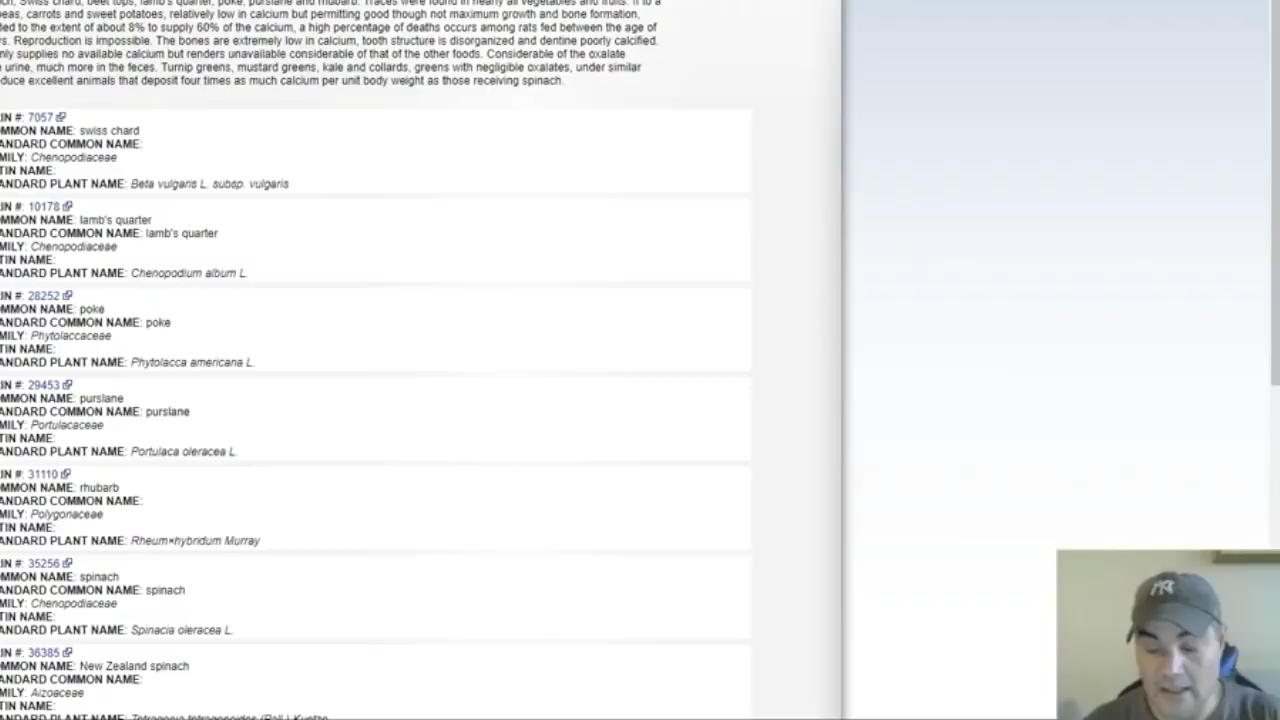 ch, Swiss chard, beet tops, lamb's quarter, poke, purslane and rhubarb. Traces were found in nearly all vegetables and fruits. If to a
peas, carrots and sweet potatoes, relatively low in calcium but permitting good though not maximum growth and bone formation,
ded to the extent of about 8% to supply 60% of the calcium, a high percentage of deaths occurs among rats fed between the age of
s. Reproduction is impossible. The bones are extremely low in calcium, tooth structure is disorganized and dentine poorly calcified.
nly supplies no available calcium but renders unavailable considerable of that of the other foods. Considerable of the oxalate
urine, much more in the feces. Turnip greens, mustard greens, kale and collards, greens with negligible oxalates, under similar
duce excellent animals that deposit four times as much calcium per unit body weight as those receiving spinach.
IN #: 7057
OMMON NAME: swiss chard
ANDARD COMMON NAME:
MILY: Chenopodiaceae
TIN NAME:
ANDARD PLANT NAME: Beta vulgaris L. subsp. vulgaris
IN #: 10178
OMMON NAME: lamb's quarter
ANDARD COMMON NAME: lamb's quarter
MILY: Chenopodiaceae
TIN NAME:
ANDARD PLANT NAME: Chenopodium album L.
IN #: 28252
OMMON NAME: poke
ANDARD COMMON NAME: poke
MILY: Phytolaccaceae
TIN NAME:
ANDARD PLANT NAME: Phytolacca americana L.
IN #: 29453
OMMON NAME: purslane
ANDARD COMMON NAME: purslane
MILY: Portulacaceae
TIN NAME:
ANDARD PLANT NAME: Portulaca oleracea L.
IN #: 31110
OMMON NAME: rhubarb
ANDARD COMMON NAME:
MILY: Polygonaceae
TIN NAME:
ANDARD PLANT NAME: Rheum×hybridum Murray
IN #: 35256
OMMON NAME: spinach
ANDARD COMMON NAME: spinach
MILY: Chenopodiaceae
TIN NAME:
ANDARD PLANT NAME: Spinacia oleracea L.
IN #: 36385
OMMON NAME: New Zealand spinach
ANDARD COMMON NAME:
MILY: Aizoaceae
TIN NAME:
ANDARD PLANT NAME: Tetragonia tetragonoides (Pall.) Kuntze
NY